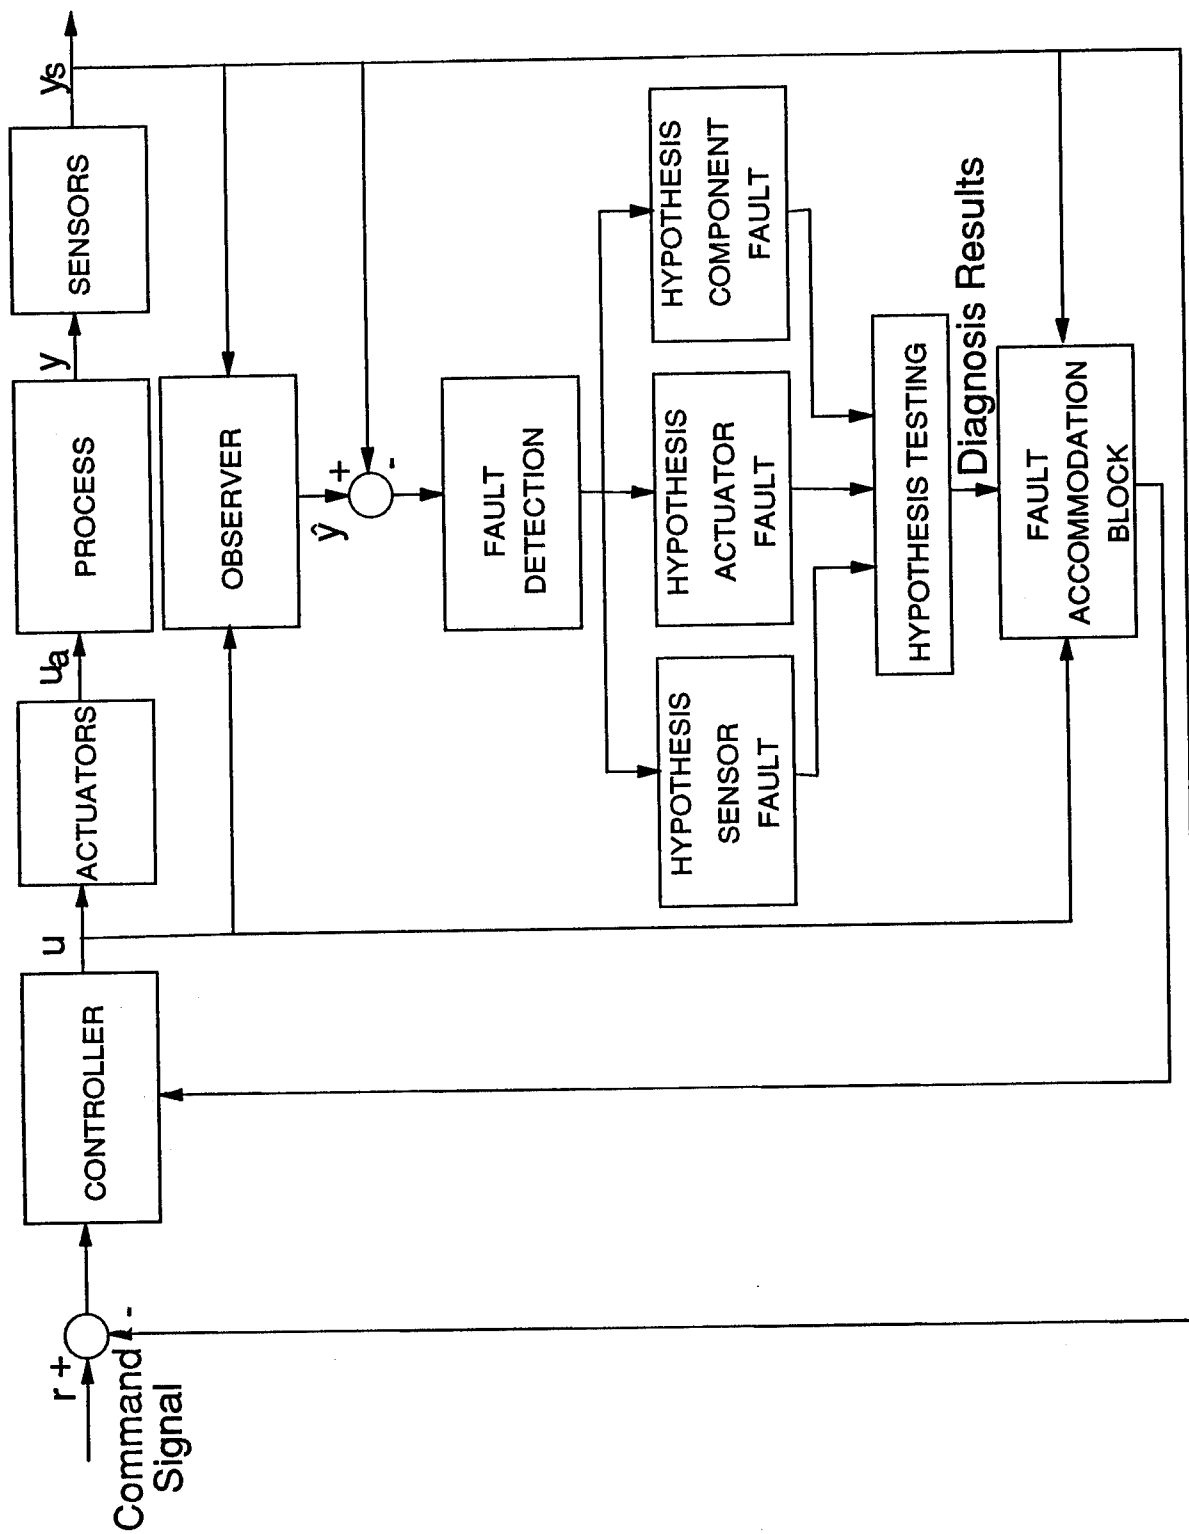 r
+
-
Command
Signal
CONTROLLER
u
ACTUATORS
ua
PROCESS
y
SENSORS
ys
OBSERVER
ŷ
+
-
FAULT
DETECTION
HYPOTHESIS
SENSOR
FAULT
HYPOTHESIS
ACTUATOR
FAULT
HYPOTHESIS
COMPONENT
FAULT
HYPOTHESIS TESTING
Diagnosis Results
FAULT
ACCOMMODATION
BLOCK